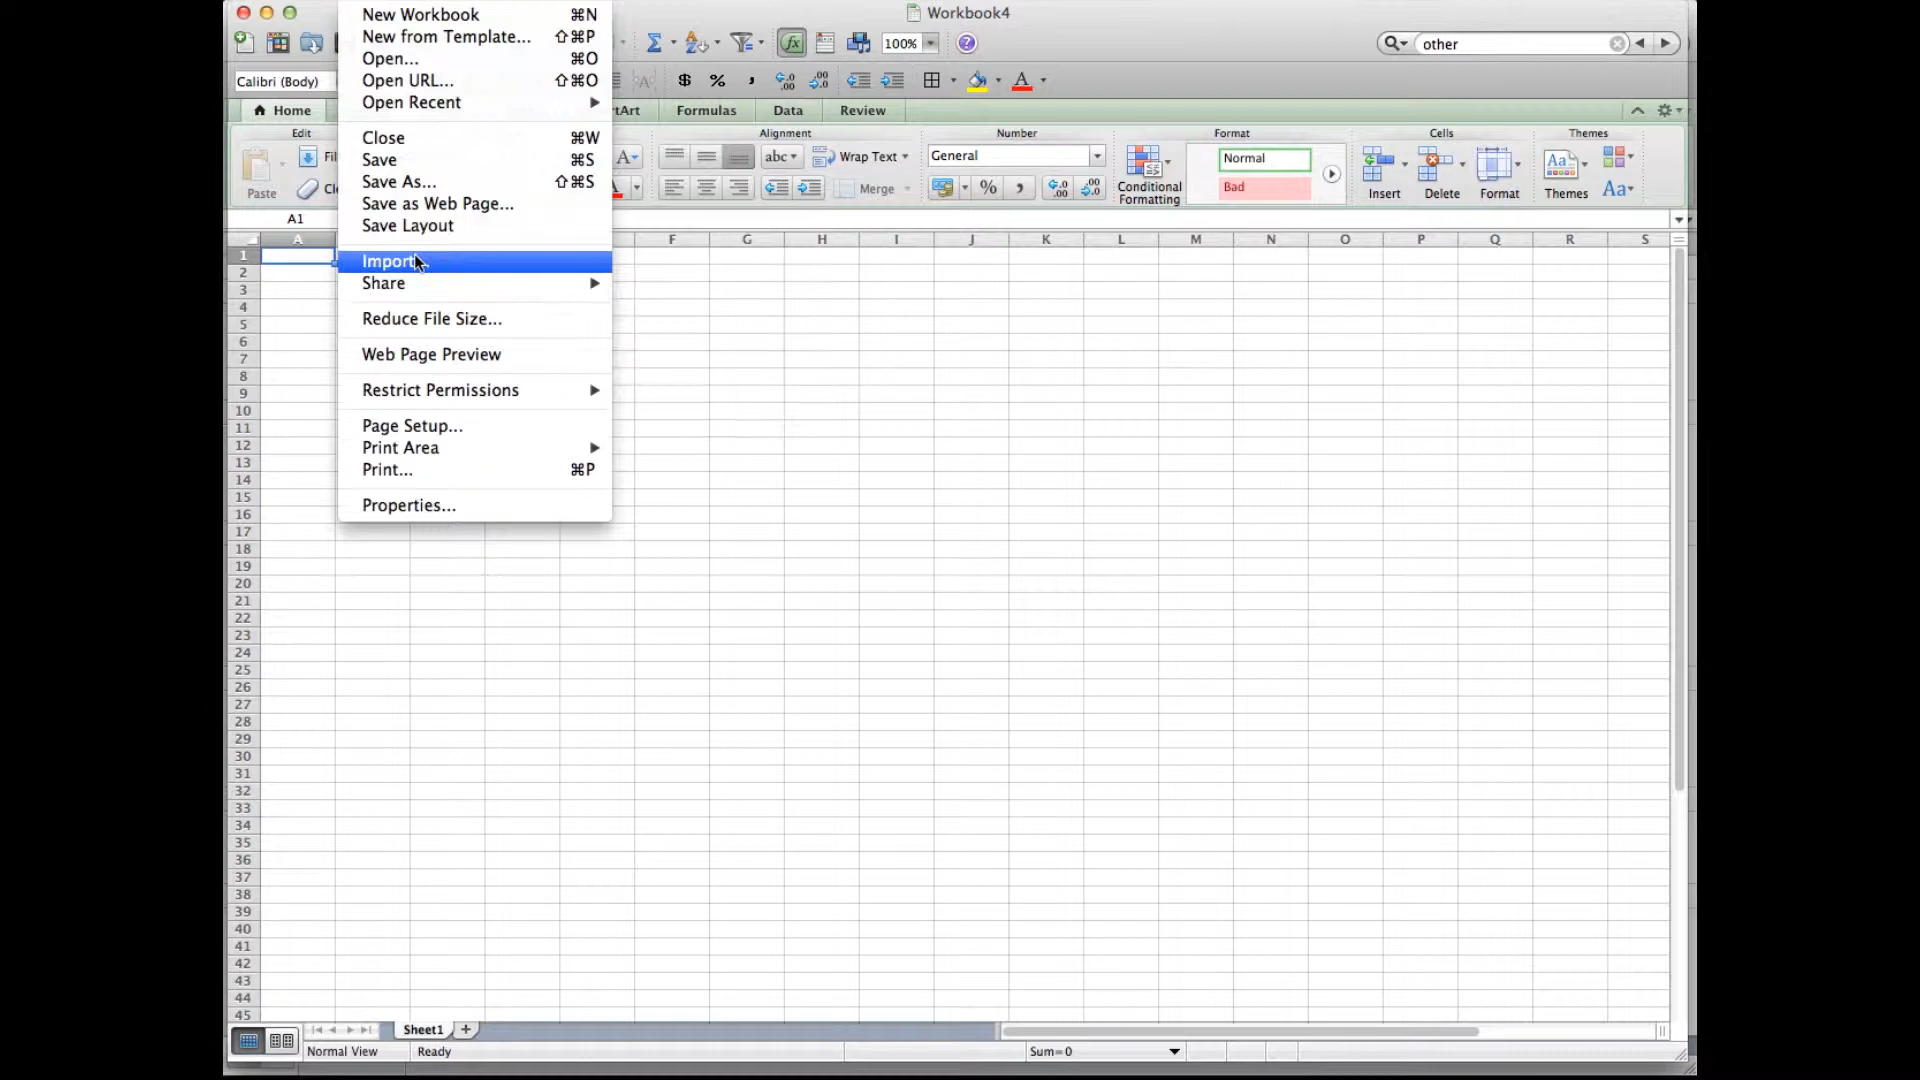 Workbook4
New Workbook ⌘N
New from Template... ⇧⌘P
Open... ⌘O
Open URL... ⇧⌘O
Open Recent
Close ⌘W
Save ⌘S
Save As... ⇧⌘S
Save as Web Page...
Save Layout
Import...
Share
Reduce File Size...
Web Page Preview
Restrict Permissions
Page Setup...
Print Area
Print... ⌘P
Properties...
100%
other
Calibri (Body)
$ % , .0 .00 .00 .0
Home
tArt
Formulas
Data
Review
Edit
Alignment
Number
Format
Cells
Themes
Paste
Fil
Cle
abc
Wrap Text
Merge
General
% ,
Conditional
Formatting
Normal
Bad
Insert
Delete
Format
Themes
Aa
A1
A F G H I J K L M N O P Q R S
1
2
3
4
5
6
7
8
9
10
11
12
13
14
15
16
17
18
19
20
21
22
23
24
25
26
27
28
29
30
31
32
33
34
35
36
37
38
39
40
41
42
43
44
45
Sheet1
Normal View
Ready
Sum=0